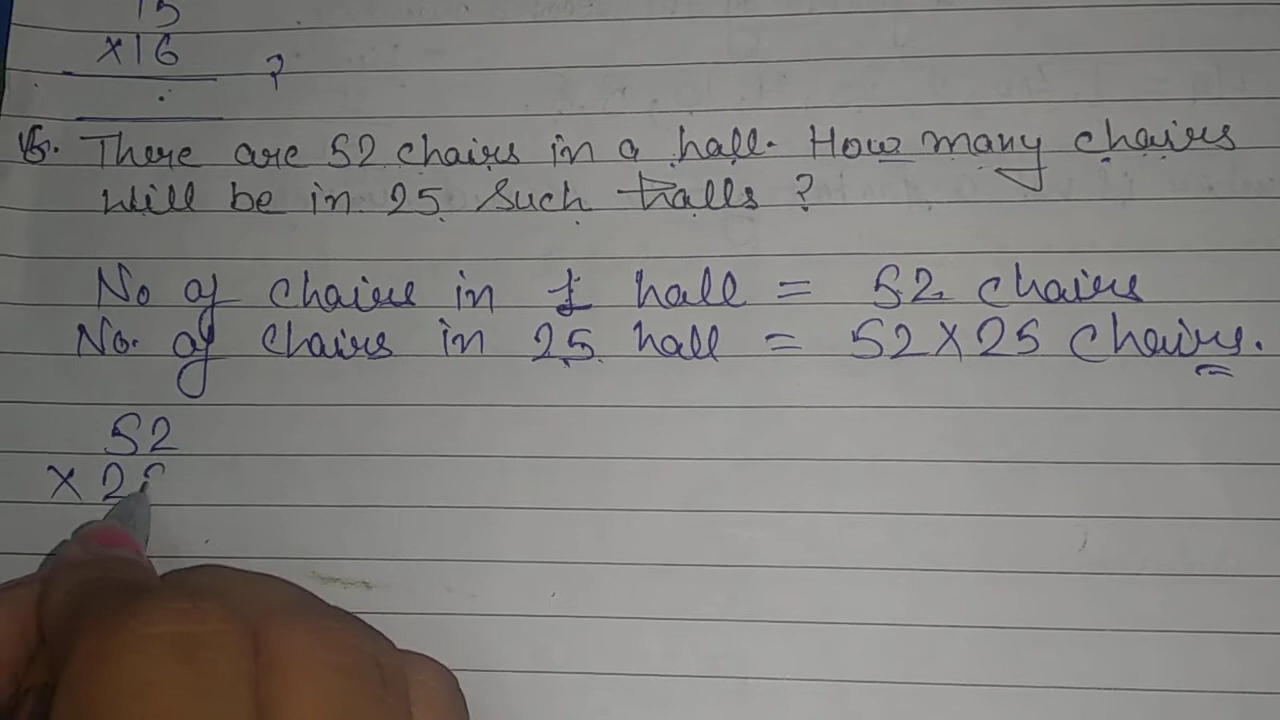 15
×16
?
There are 52 chairs in a hall. How many chairs
will be in 25 such halls?
No of chairs in 1 hall = 52 chairs
No. of chairs in 25 hall = 52×25 chairs.
52
× 2